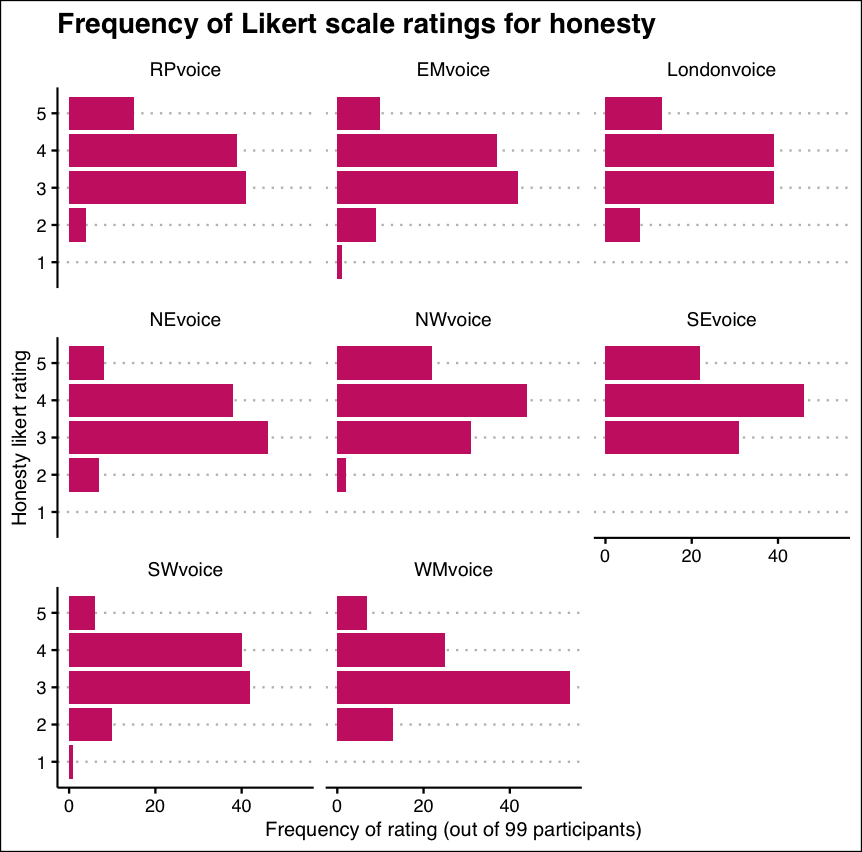 Frequency of Likert scale ratings for honesty
RPvoice EMvoice Londonvoice
5
4
3
2
1
NEvoice NWvoice SEvoice
5
4
3
2
1
0 20 40
Honesty likert rating
SWvoice WMvoice
5
4
3
2
1
0 20 40 0 20 40
Frequency of rating (out of 99 participants)